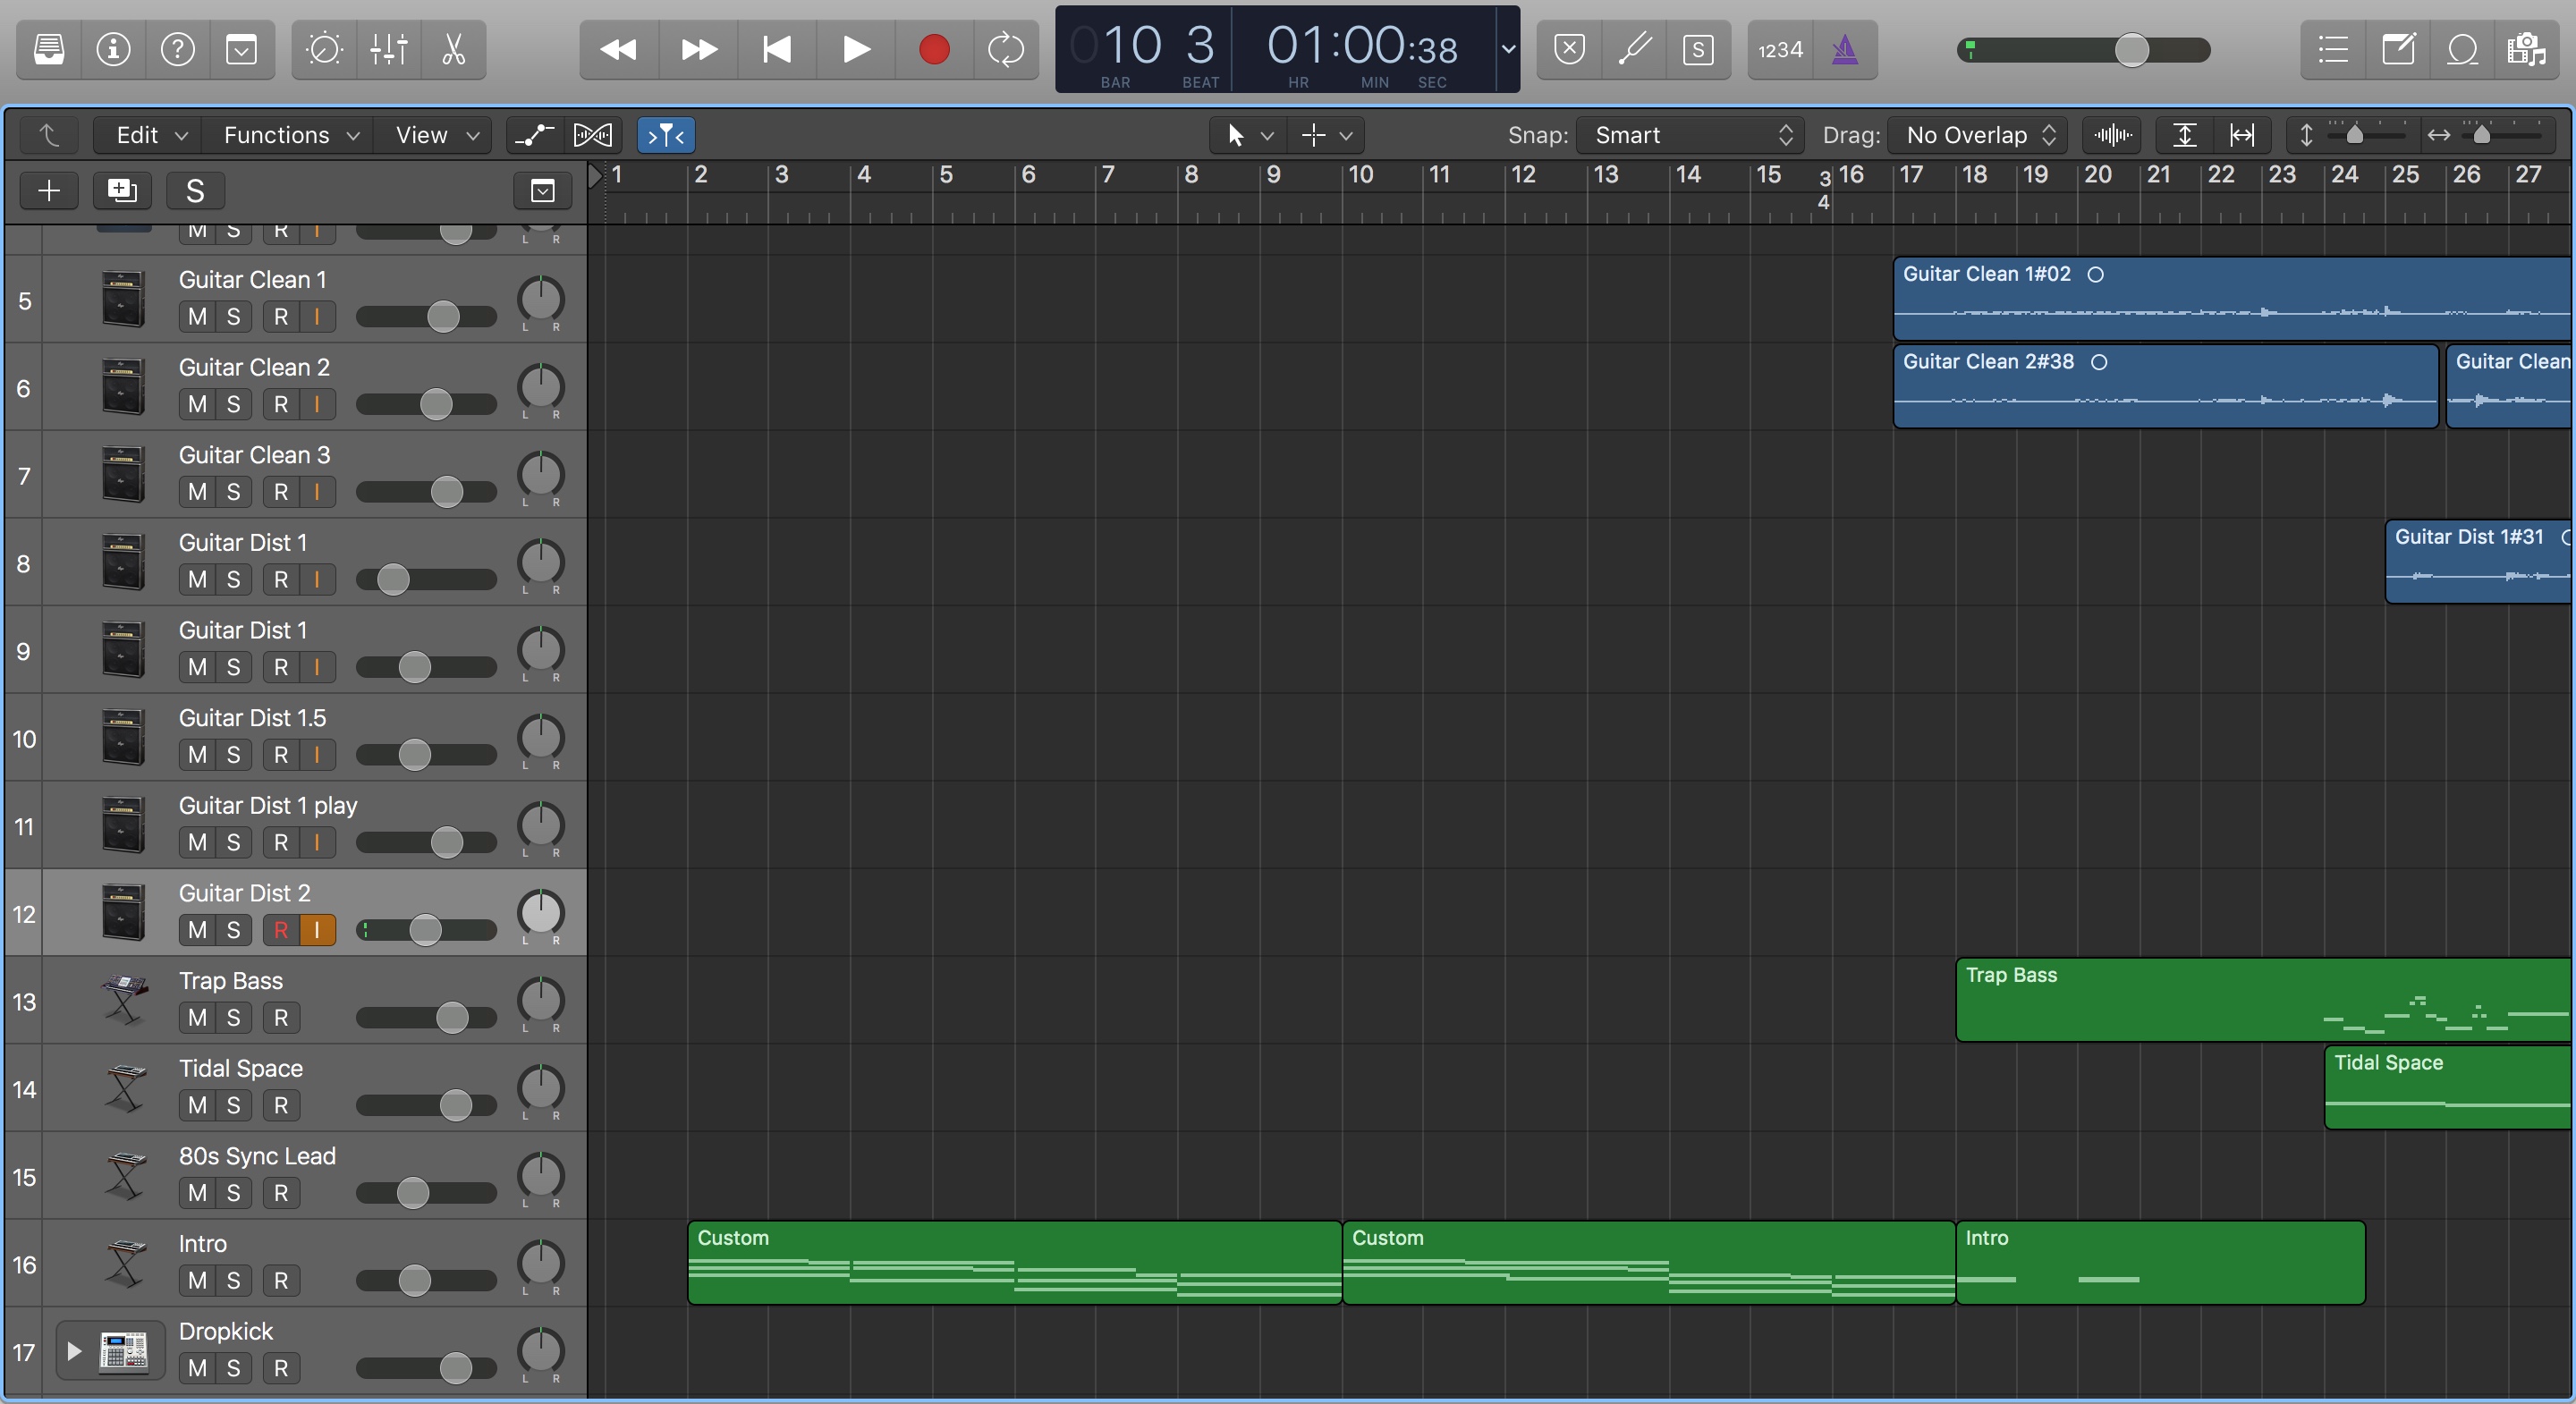 10 3 01:00:38
BAR BEAT HR MIN SEC
S 1234
Edit Functions View Snap: Smart Drag: No Overlap
S
1 2 3 4 5 6 7 8 9 10 11 12 13 14 15 3 16 17 18 19 20 21 22 23 24 25 26 27
4
M S R I L R
5 Guitar Clean 1 Guitar Clean 1#02
M S R I L R
6 Guitar Clean 2 Guitar Clean 2#38 Guitar Clean
M S R I L R
7 Guitar Clean 3
M S R I L R
8 Guitar Dist 1 Guitar Dist 1#31
M S R I L R
9 Guitar Dist 1
M S R I L R
10 Guitar Dist 1.5
M S R I L R
11 Guitar Dist 1 play
M S R I L R
12 Guitar Dist 2
M S R I L R
13 Trap Bass Trap Bass
M S R L R
14 Tidal Space Tidal Space
M S R L R
15 80s Sync Lead
M S R L R
16 Intro Custom Custom Intro
M S R L R
17 Dropkick
M S R L R